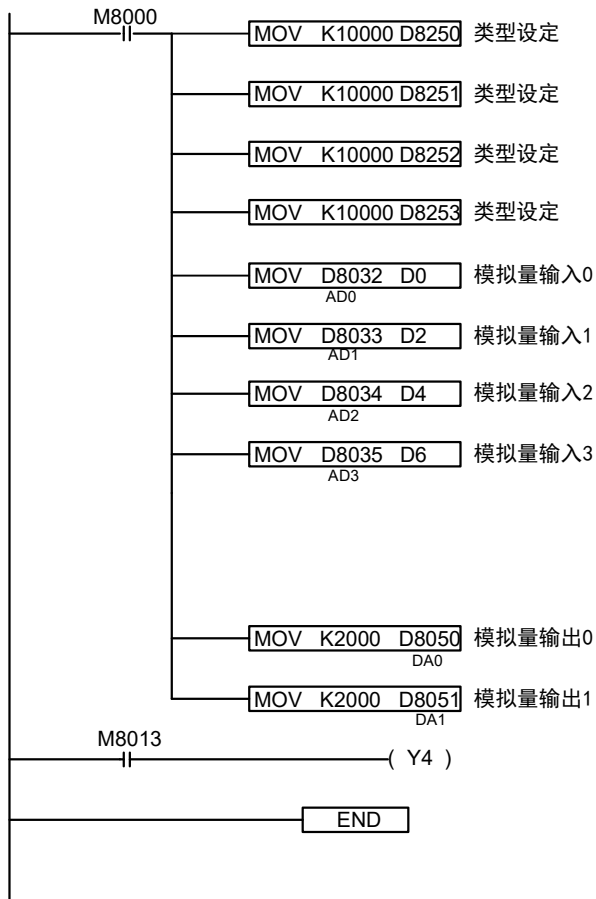 M8000
MOV K10000 D8250 类型设定
MOV K10000 D8251 类型设定
MOV K10000 D8252 类型设定
MOV K10000 D8253 类型设定
MOV D8032 D0 模拟量输入0
AD0
MOV D8033 D2 模拟量输入1
AD1
MOV D8034 D4 模拟量输入2
AD2
MOV D8035 D6 模拟量输入3
AD3
MOV K2000 D8050 模拟量输出0
DA0
MOV K2000 D8051 模拟量输出1
DA1
M8013
( Y4 )
END